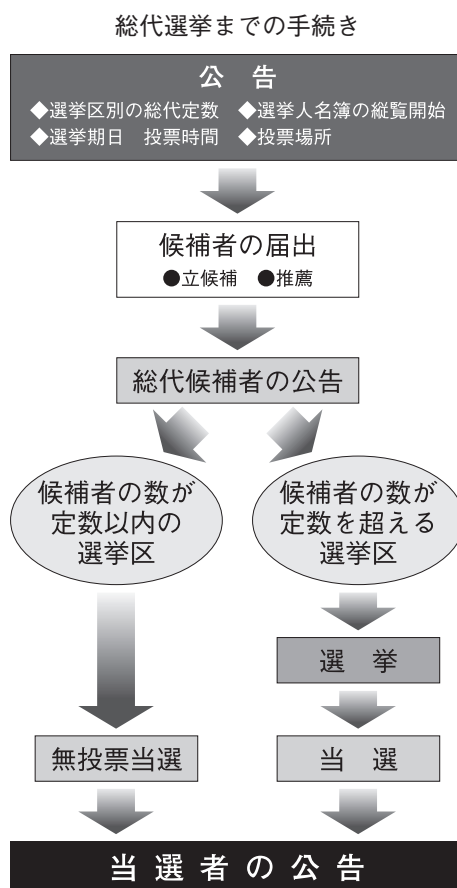 総代選挙までの手続き
公　告
◆選挙区別の総代定数　◆選挙人名簿の縦覧開始
◆選挙期日　投票時間　◆投票場所
候補者の届出
●立候補　●推薦
総代候補者の公告
候補者の数が
定数以内の
選挙区
候補者の数が
定数を超える
選挙区
選　挙
無投票当選
当　選
当選者の公告